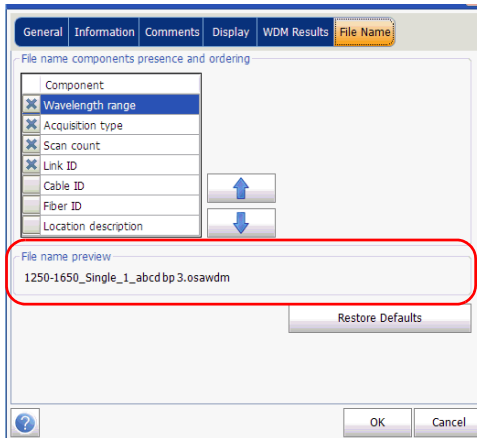 General Information Comments Display WDM Results File Name
File name components presence and ordering
Component
Wavelength range
Acquisition type
Scan count
Link ID
Cable ID
Fiber ID
Location description
File name preview
1250-1650_Single_1_abcd bp 3.osawdm
Restore Defaults
OK Cancel